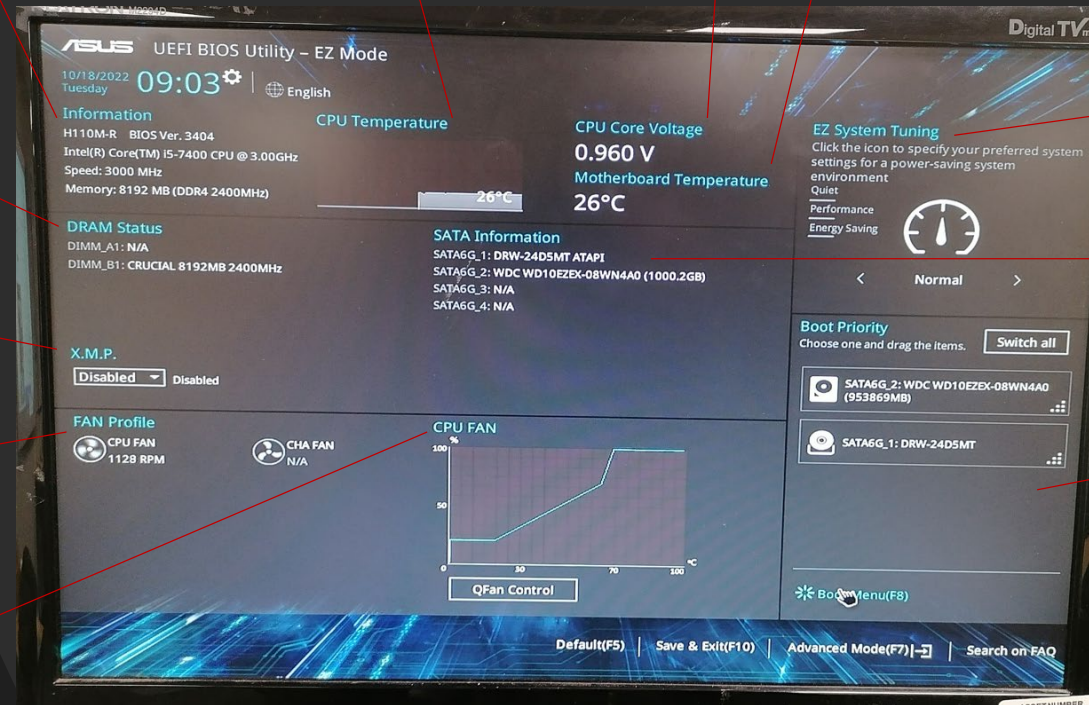 Digital TV
ASUS UEFI BIOS Utility – EZ Mode
10/18/2022
Tuesday
09:03
English
Information
H110M-R BIOS Ver. 3404
Intel(R) Core(TM) i5-7400 CPU @ 3.00GHz
Speed: 3000 MHz
Memory: 8192 MB (DDR4 2400MHz)
CPU Temperature
26°C
CPU Core Voltage
0.960 V
Motherboard Temperature
26°C
EZ System Tuning
Click the icon to specify your preferred system
settings for a power-saving system
environment
Quiet
Performance
Energy Saving
Normal
DRAM Status
DIMM_A1: N/A
DIMM_B1: CRUCIAL 8192MB 2400MHz
SATA Information
SATA6G_1: DRW-24D5MT ATAPI
SATA6G_2: WDC WD10EZEX-08WN4A0 (1000.2GB)
SATA6G_3: N/A
SATA6G_4: N/A
X.M.P.
Disabled Disabled
Boot Priority
Choose one and drag the items.
Switch all
SATA6G_2: WDC WD10EZEX-08WN4A0
(953869MB)
SATA6G_1: DRW-24D5MT
FAN Profile
CPU FAN
1128 RPM
CHA FAN
N/A
CPU FAN
%
100
50
0 30 70 100
°C
QFan Control
Menu(F8)
Default(F5) Save & Exit(F10) Advanced Mode(F7) Search on FAQ